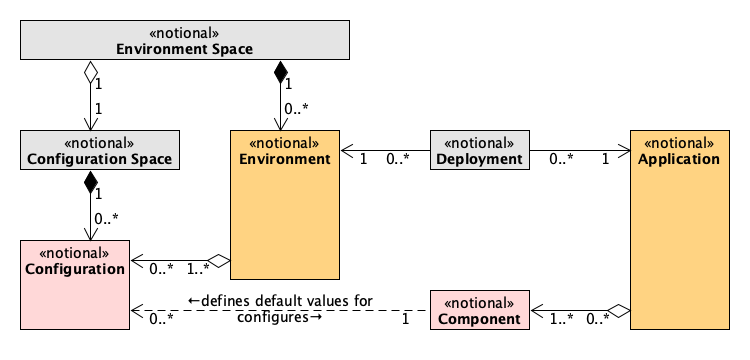 «notional»
Environment Space
1
1
1
0..*
«notional»
Configuration Space
«notional»
Environment
«notional»
Deployment
«notional»
Application
1
0..*
0..*
1
1
0..*
«notional»
Configuration
0..*
1..*
←defines default values for
configures→
0..*
1
«notional»
Component
1..*
0..*